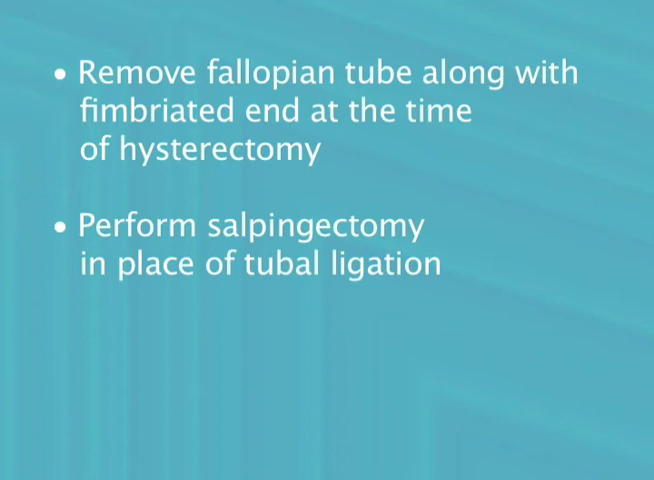 • Remove fallopian tube along with
fimbriated end at the time
of hysterectomy
• Perform salpingectomy
in place of tubal ligation